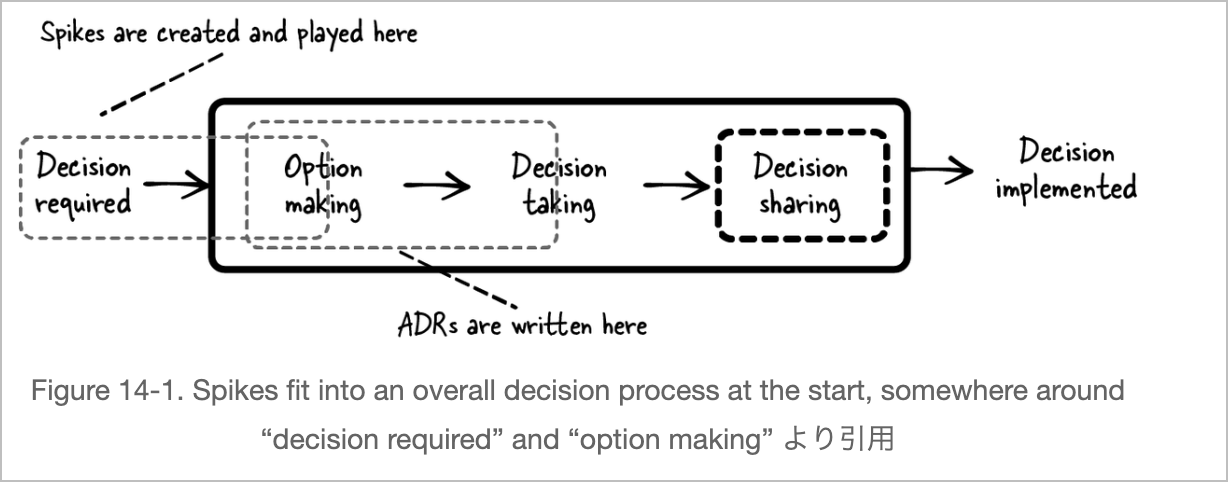 Spikes are created and played here
Decision
required
Option
making
Decision
taking
Decision
sharing
Decision
implemented
ADRs are written here
Figure 14-1. Spikes fit into an overall decision process at the start, somewhere around
“decision required” and “option making” より引用